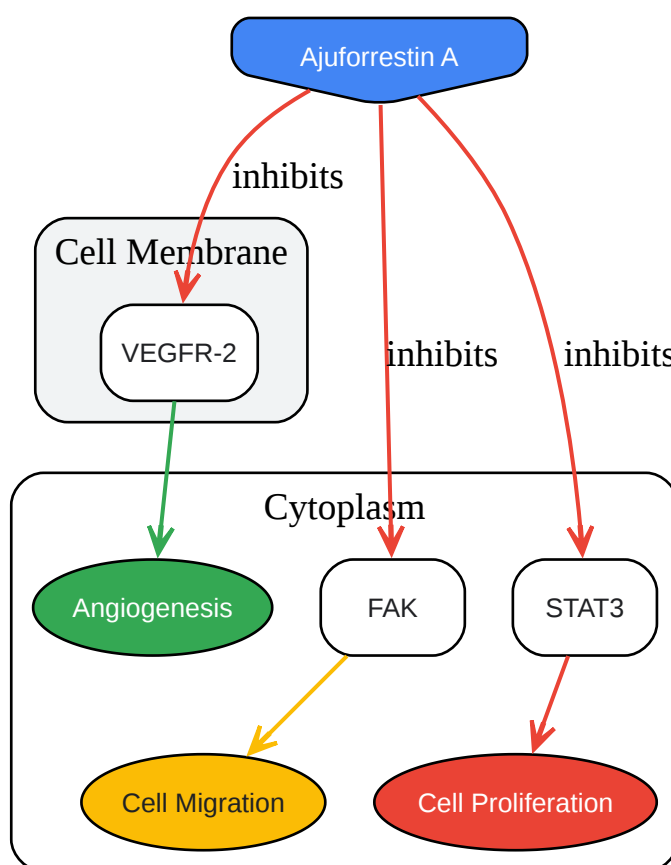 Ajuforrestin A
inhibits
Cell Membrane
VEGFR-2
inhibits
inhibits
Cytoplasm
Angiogenesis
FAK
STAT3
Cell Migration
Cell Proliferation